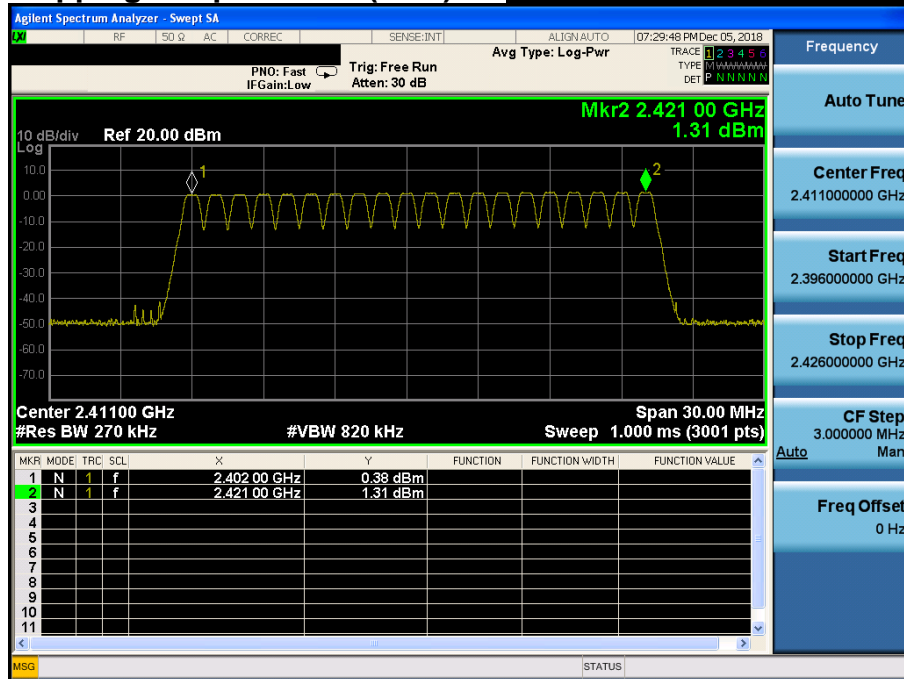 Agilent Spectrum Analyzer - Swept SA
LXI RF 50 Ω AC CORREC SENSE:INT ALIGNAUTO 07:29:48 PM Dec 05, 2018
Avg Type: Log-Pwr TRACE 1 2 3 4 5 6
PNO: Fast Trig: Free Run TYPE M WWWWW
IFGain:Low Atten: 30 dB DET P N N N N N
Mkr2 2.421 00 GHz
10 dB/div Ref 20.00 dBm 1.31 dBm
Log
1
2
10.0
0.00
-10.0
-20.0
-30.0
-40.0
-50.0
-60.0
-70.0
Center 2.41100 GHz Span 30.00 MHz
#Res BW 270 kHz #VBW 820 kHz Sweep 1.000 ms (3001 pts)
MKR MODE TRC SCL X Y FUNCTION FUNCTION WIDTH FUNCTION VALUE
1 N 1 f 2.402 00 GHz 0.38 dBm
2 N 1 f 2.421 00 GHz 1.31 dBm
3
4
5
6
7
8
9
10
11
MSG STATUS
Frequency
Auto Tune
Center Freq
2.411000000 GHz
Start Freq
2.396000000 GHz
Stop Freq
2.426000000 GHz
CF Step
3.000000 MHz
Auto Man
Freq Offset
0 Hz